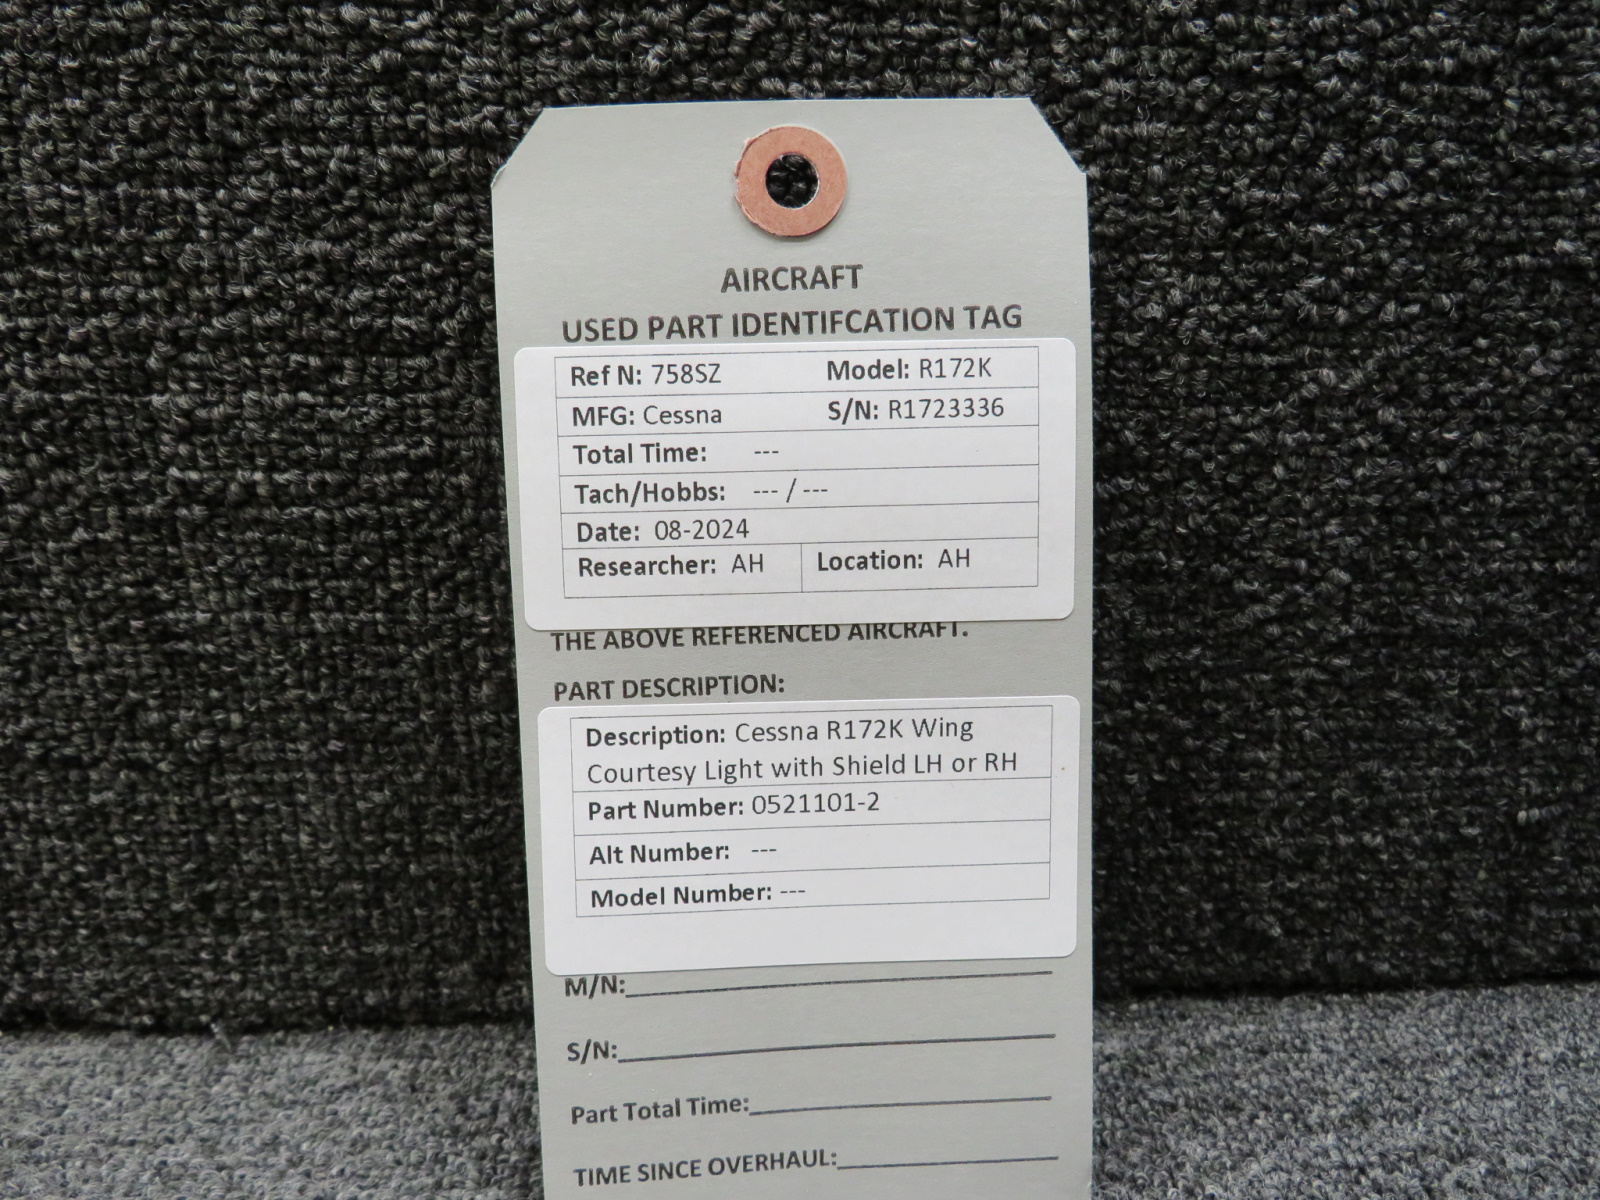 AIRCRAFT
USED PART IDENTIFCATION TAG
Ref N: 758SZ Model: R172K
MFG: Cessna S/N: R1723336
Total Time: ---
Tach/Hobbs: --- / ---
Date: 08-2024
Researcher: AH Location: AH
THE ABOVE REFERENCED AIRCRAFT.
PART DESCRIPTION:
Description: Cessna R172K Wing
Courtesy Light with Shield LH or RH
Part Number: 0521101-2
Alt Number: ---
Model Number: ---
M/N:
S/N:
Part Total Time:
TIME SINCE OVERHAUL: